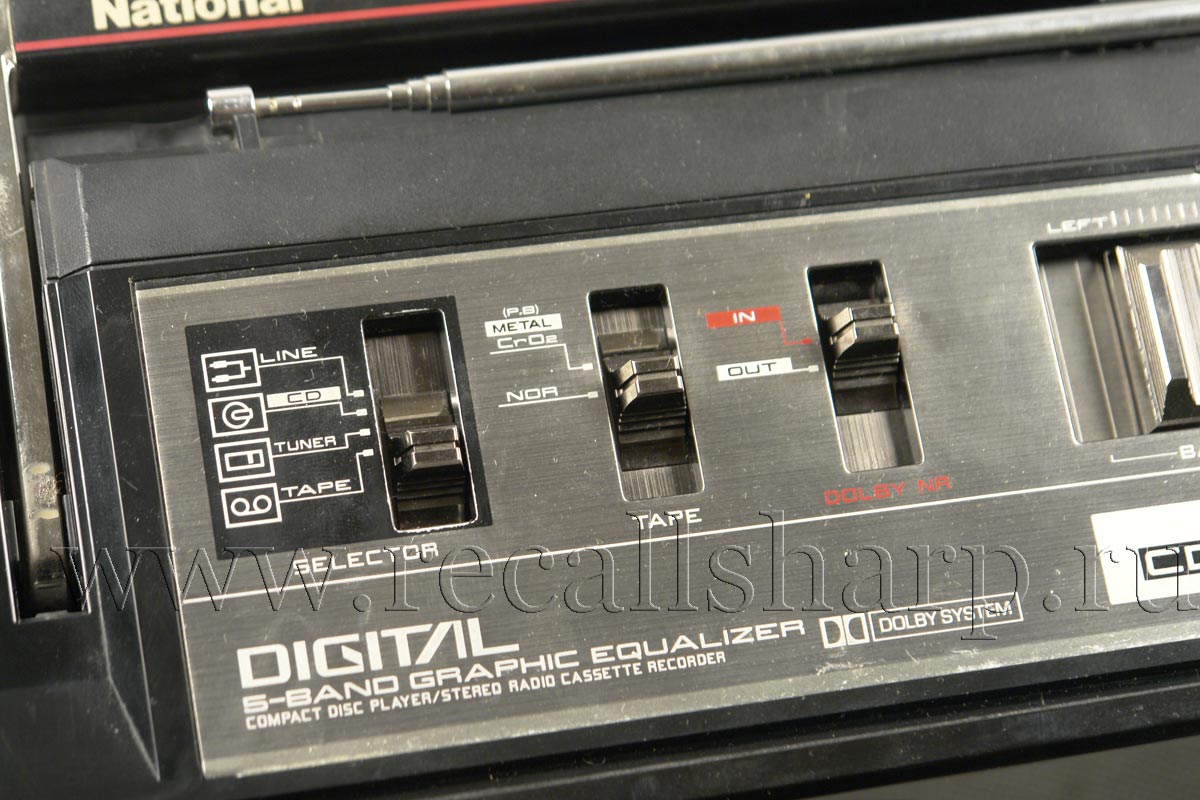 National
LEFT
LINE
CD
TUNER
TAPE
SELECTOR
(P.B)
METAL
CrO2
NOR
TAPE
IN
OUT
DOLBY NR
CD
www.recallsharp.ru
DIGITAL
5-BAND GRAPHIC EQUALIZER
COMPACT DISC PLAYER/STEREO RADIO CASSETTE RECORDER
DOLBY SYSTEM